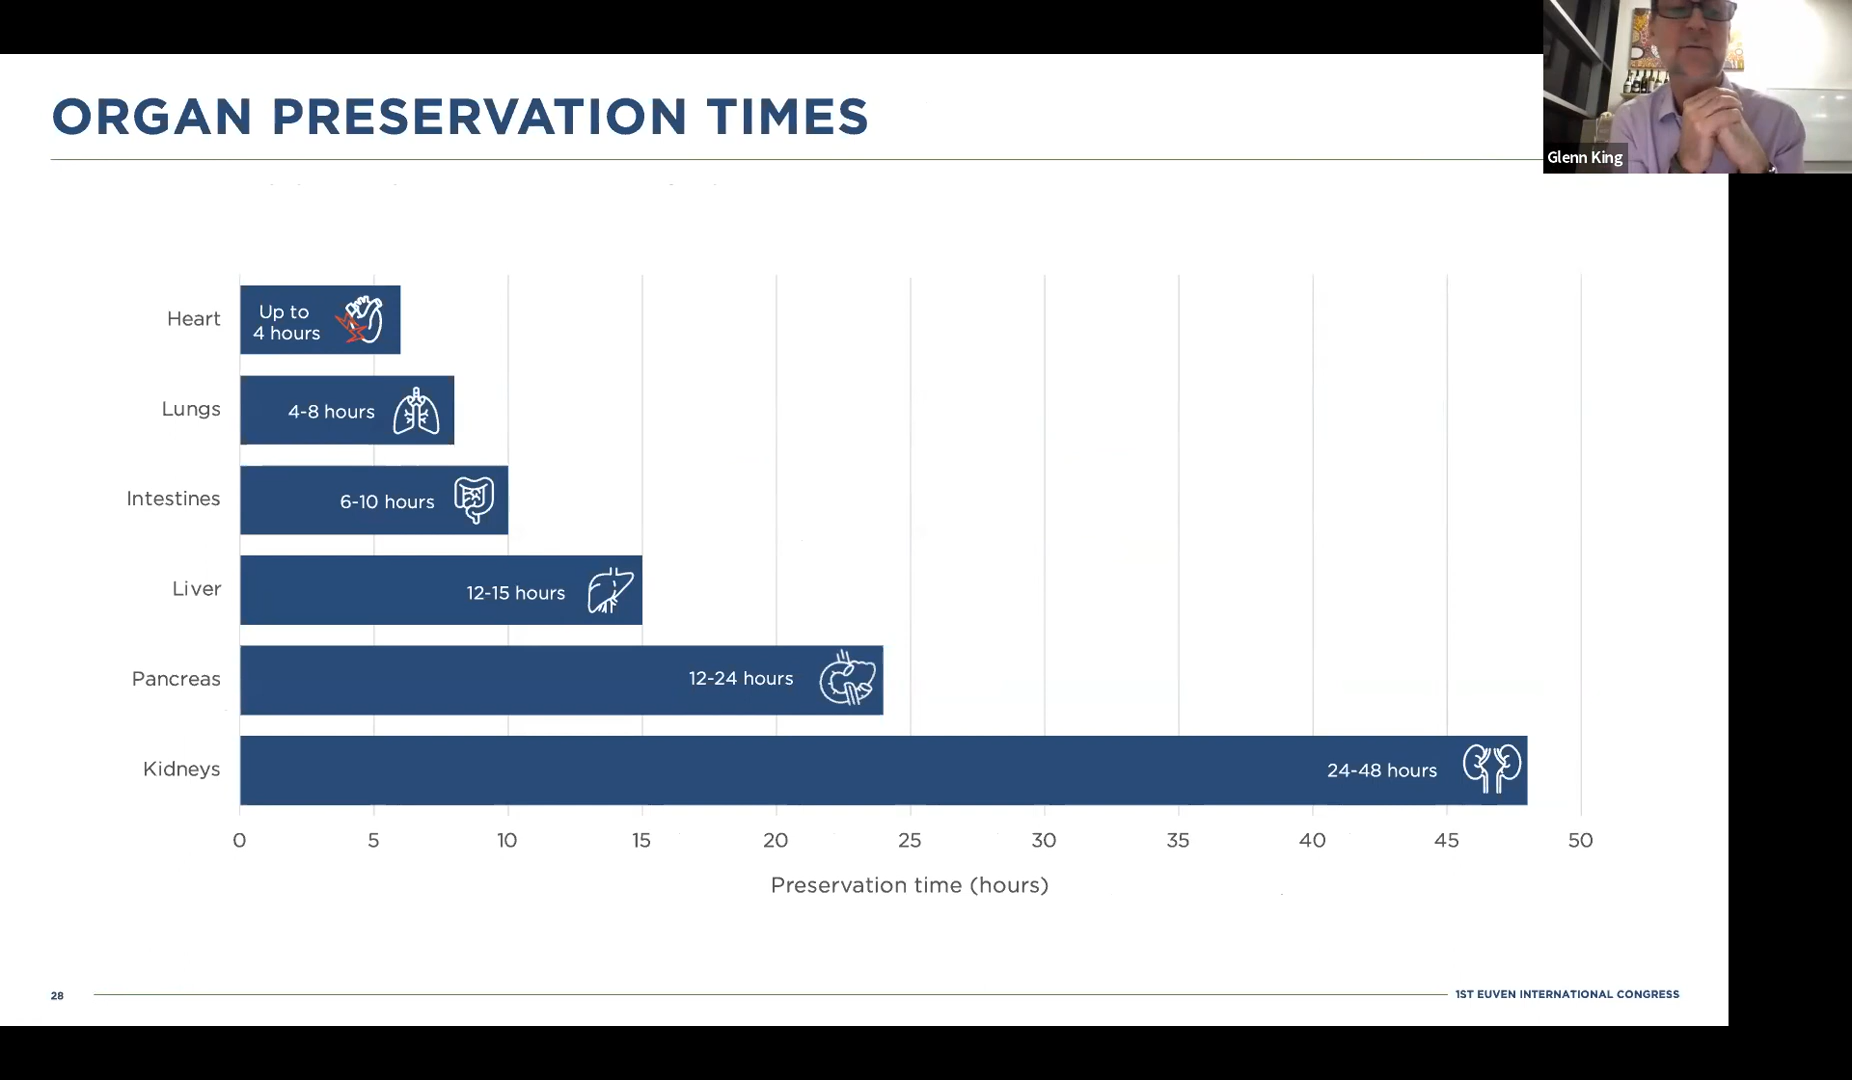 ORGAN PRESERVATION TIMES
Glenn King
Heart
Up to
4 hours
Lungs
4-8 hours
Intestines
6-10 hours
Liver
12-15 hours
Pancreas
12-24 hours
Kidneys
24-48 hours
0 5 10 15 20 25 30 35 40 45 50
Preservation time (hours)
28
1ST EUVEN INTERNATIONAL CONGRESS